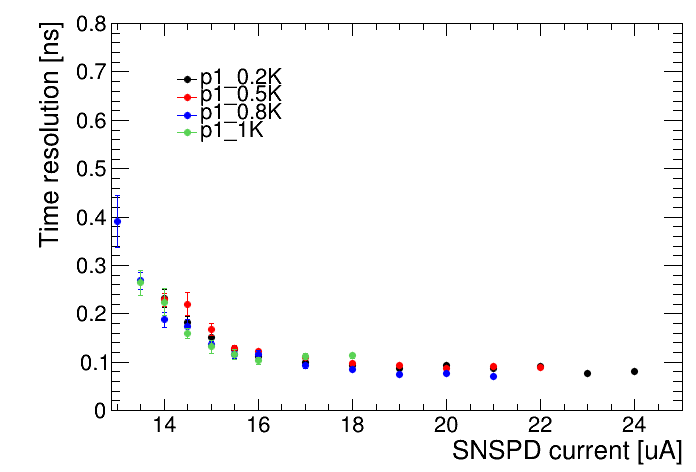 Time resolution [ns]
0.8
0.7
0.6
0.5
0.4
0.3
0.2
0.1
0
p1_0.2K
p1_0.5K
p1_0.8K
p1_1K
14 16 18 20 22 24
SNSPD current [uA]